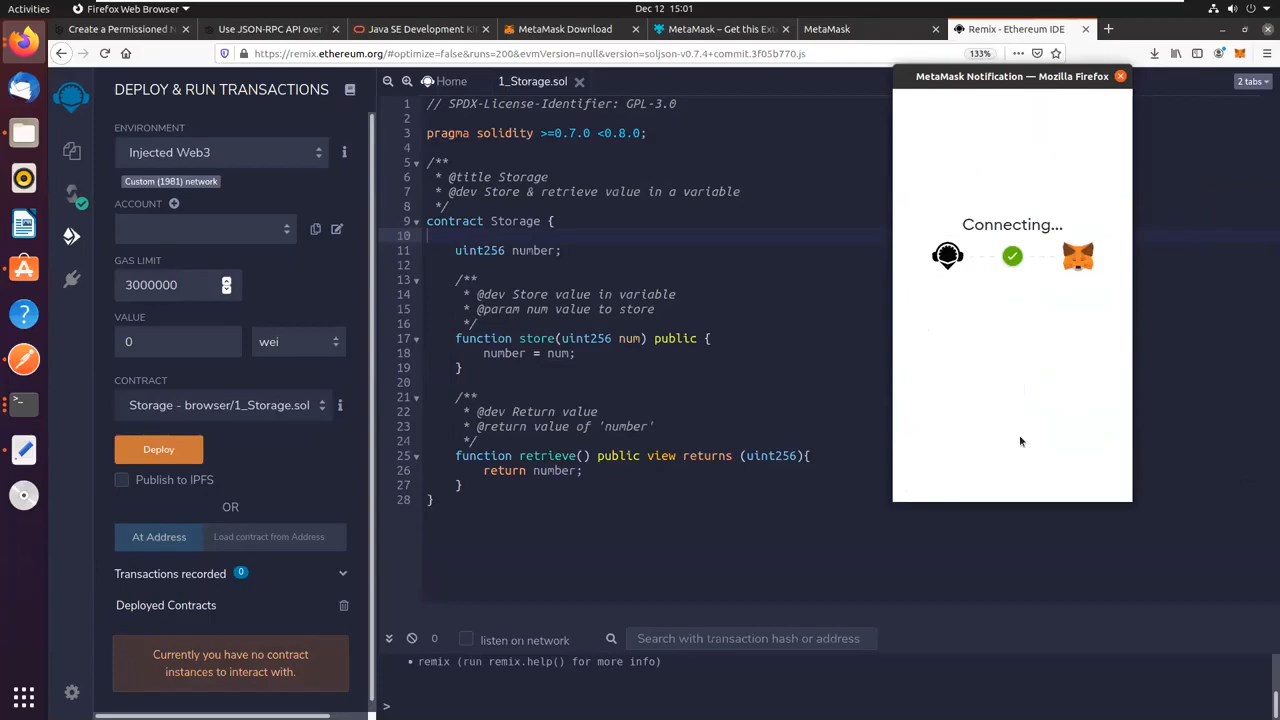 Activities
Firefox Web Browser
Dec 12 15:01
Create a Permissioned N
Use JSON-RPC API over
Java SE Development Ki
MetaMask Download
MetaMask – Get this Ext
MetaMask
Remix - Ethereum IDE
https://remix.ethereum.org/#optimize=false&runs=200&evmVersion=null&version=soljson-v0.7.4+commit.3f05b770.js
133%
DEPLOY & RUN TRANSACTIONS
ENVIRONMENT
Injected Web3
Custom (1981) network
ACCOUNT
GAS LIMIT
3000000
VALUE
0
wei
CONTRACT
Storage - browser/1_Storage.sol
Deploy
Publish to IPFS
OR
At Address
Load contract from Address
Transactions recorded 0
Deployed Contracts
Currently you have no contract
instances to interact with.
Home
1_Storage.sol
2 tabs
1 // SPDX-License-Identifier: GPL-3.0
2
3 pragma solidity >=0.7.0 <0.8.0;
4
5 /**
6 * @title Storage
7 * @dev Store & retrieve value in a variable
8 */
9 contract Storage {
10
11 uint256 number;
12
13 /**
14 * @dev Store value in variable
15 * @param num value to store
16 */
17 function store(uint256 num) public {
18 number = num;
19 }
20
21 /**
22 * @dev Return value
23 * @return value of 'number'
24 */
25 function retrieve() public view returns (uint256){
26 return number;
27 }
28 }
MetaMask Notification — Mozilla Firefox
Connecting...
0
listen on network
Search with transaction hash or address
• remix (run remix.help() for more info)
>